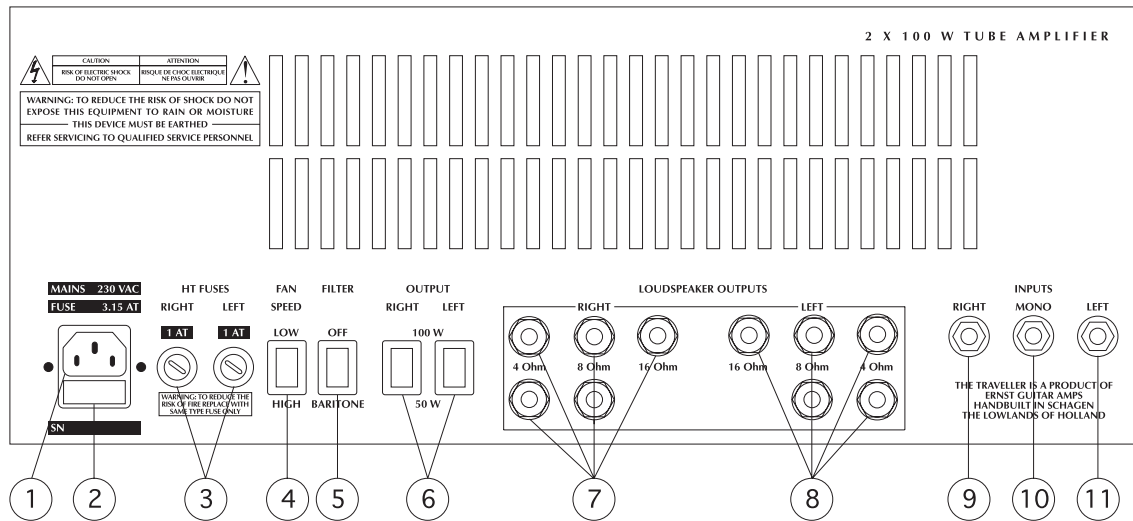 2 X 100 W TUBE AMPLIFIER
CAUTION
RISK OF ELECTRIC SHOCK
DO NOT OPEN
ATTENTION
RISQUE DE CHOC ELECTRIQUE
NE PAS OUVRIR
WARNING: TO REDUCE THE RISK OF SHOCK DO NOT
EXPOSE THIS EQUIPMENT TO RAIN OR MOISTURE
THIS DEVICE MUST BE EARTHED
REFER SERVICING TO QUALIFIED SERVICE PERSONNEL
MAINS 230 VAC
FUSE 3.15 AT
SN
HT FUSES
RIGHT LEFT
1 AT 1 AT
WARNING: TO REDUCE THE
RISK OF FIRE REPLACE WITH
SAME TYPE FUSE ONLY
FAN
SPEED
LOW
HIGH
FILTER
OFF
BARITONE
OUTPUT
RIGHT LEFT
100 W
50 W
LOUDSPEAKER OUTPUTS
RIGHT LEFT
4 Ohm 8 Ohm 16 Ohm 16 Ohm 8 Ohm 4 Ohm
INPUTS
RIGHT MONO LEFT
THE TRAVELLER IS A PRODUCT OF
ERNST GUITAR AMPS
HANDBUILT IN SCHAGEN
THE LOWLANDS OF HOLLAND
1 2 3 4 5 6 7 8 9 10 11